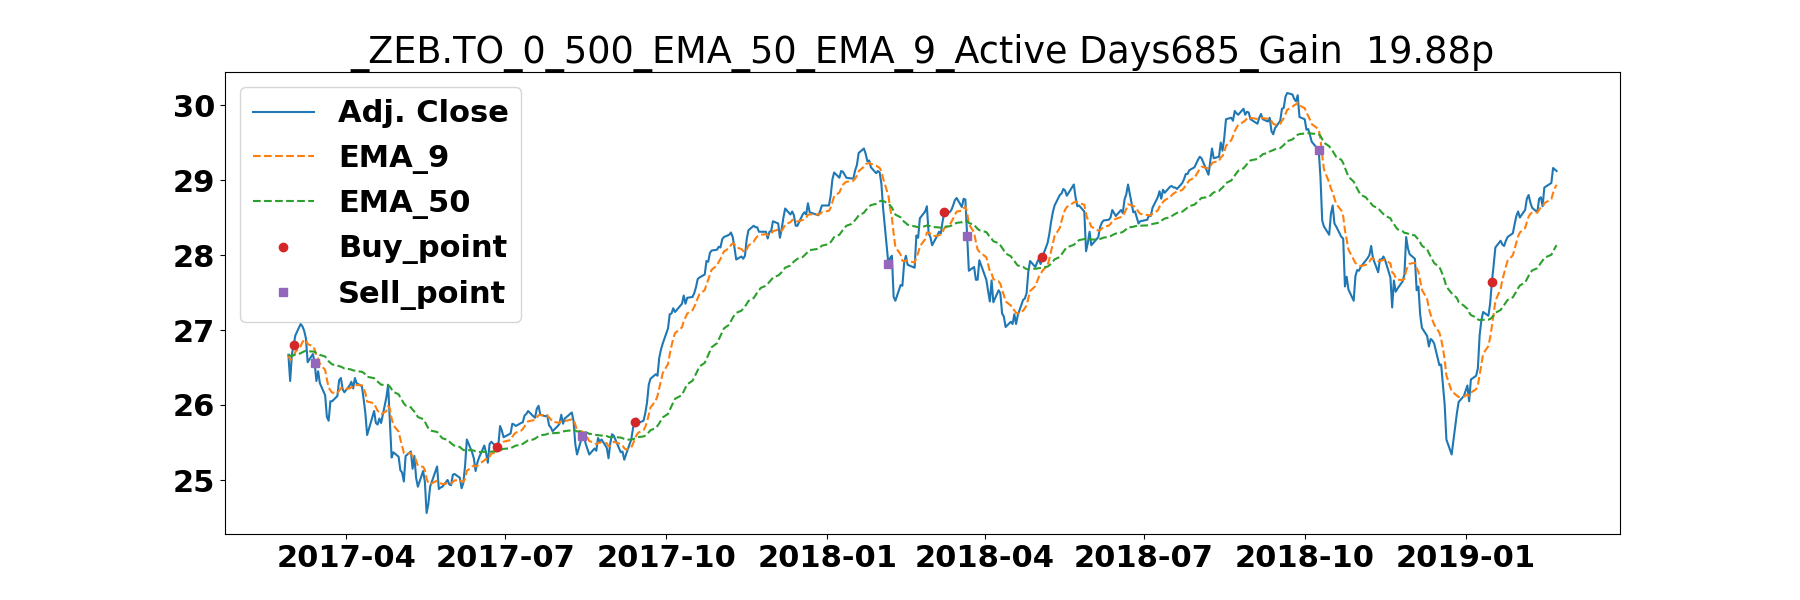 _ZEB.TO_0_500_EMA_50_EMA_9_Active Days685_Gain  19.88p
30
29
28
27
26
25
Adj. Close
EMA_9
EMA_50
Buy_point
Sell_point
2017-04 2017-07 2017-10 2018-01 2018-04 2018-07 2018-10 2019-01